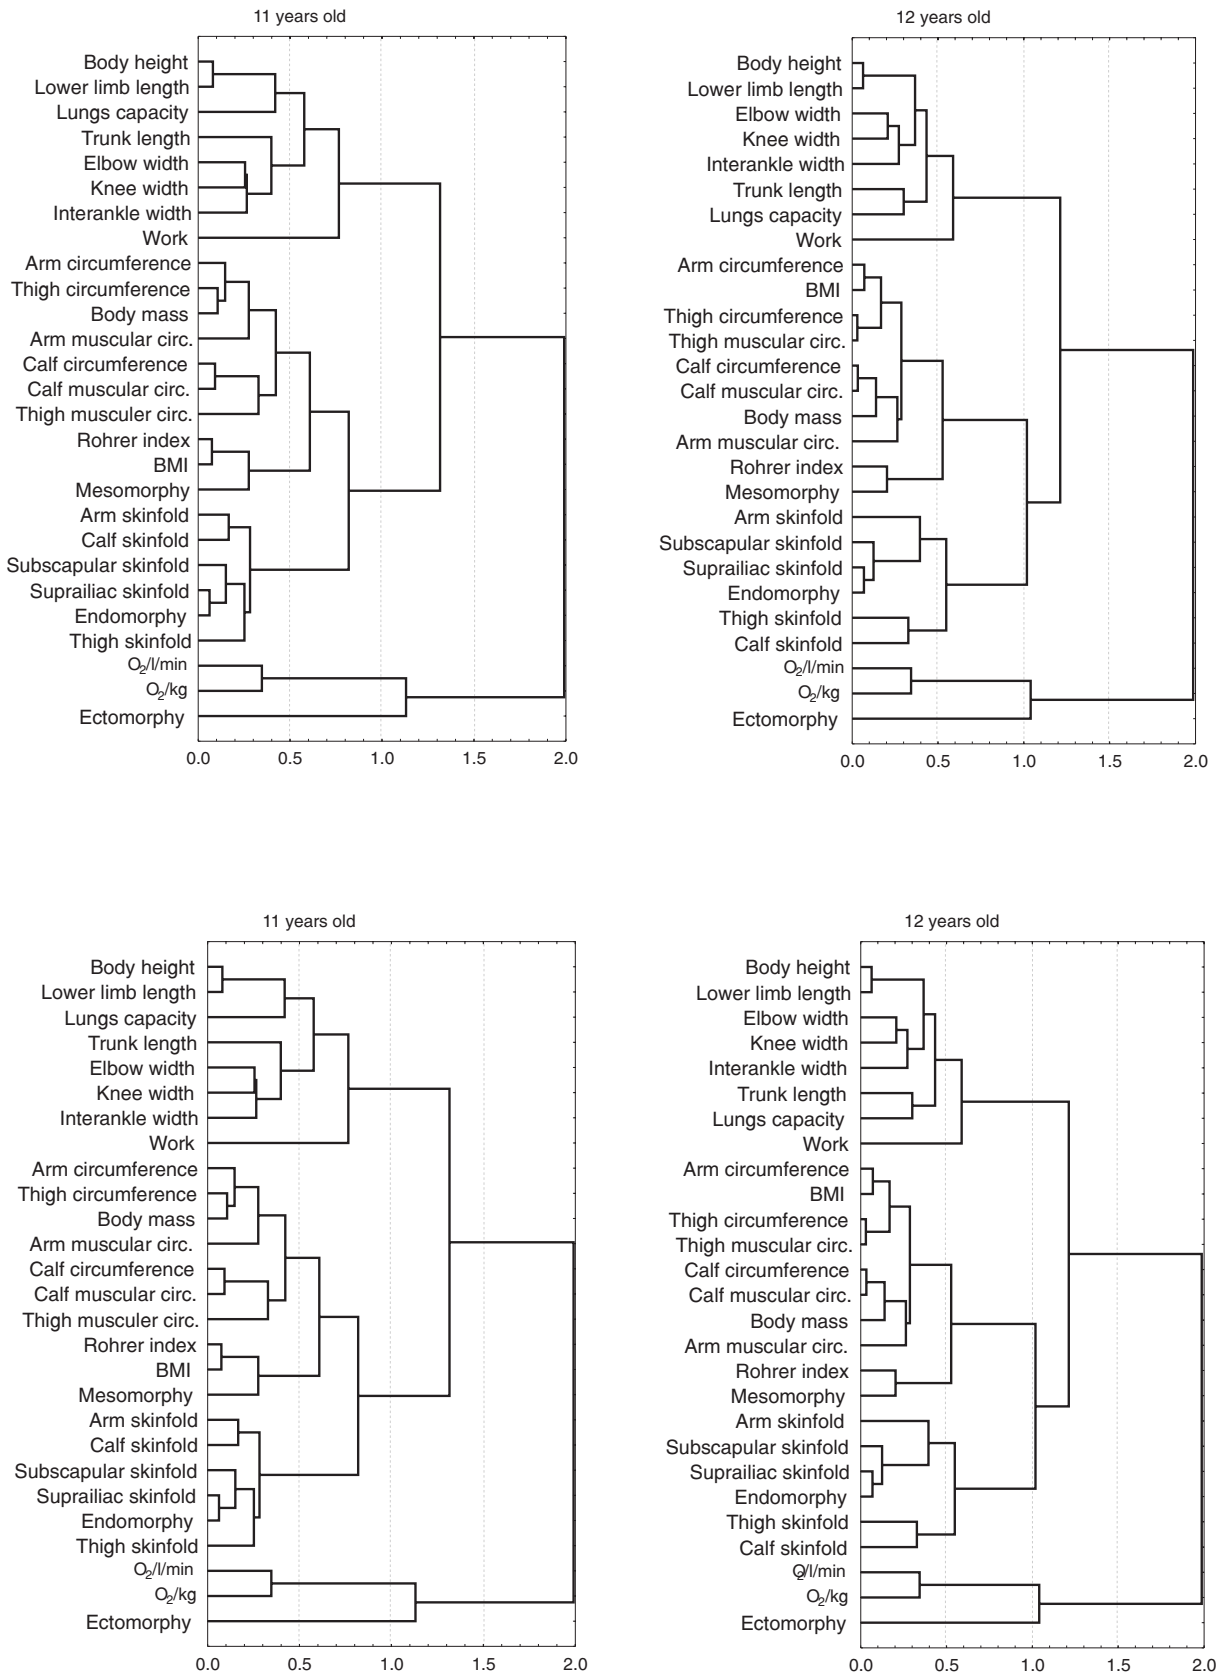 11 years old
Body height
Lower limb length
Lungs capacity
Trunk length
Elbow width
Knee width
Interankle width
Work
Arm circumference
Thigh circumference
Body mass
Arm muscular circ.
Calf circumference
Calf muscular circ.
Thigh musculer circ.
Rohrer index
BMI
Mesomorphy
Arm skinfold
Calf skinfold
Subscapular skinfold
Suprailiac skinfold
Endomorphy
Thigh skinfold
O2/l/min
O2/kg
Ectomorphy
0.0 0.5 1.0 1.5 2.0
12 years old
Body height
Lower limb length
Elbow width
Knee width
Interankle width
Trunk length
Lungs capacity
Work
Arm circumference
BMI
Thigh circumference
Thigh muscular circ.
Calf circumference
Calf muscular circ.
Body mass
Arm muscular circ.
Rohrer index
Mesomorphy
Arm skinfold
Subscapular skinfold
Suprailiac skinfold
Endomorphy
Thigh skinfold
Calf skinfold
O2/l/min
O2/kg
Ectomorphy
0.0 0.5 1.0 1.5 2.0
11 years old
Body height
Lower limb length
Lungs capacity
Trunk length
Elbow width
Knee width
Interankle width
Work
Arm circumference
Thigh circumference
Body mass
Arm muscular circ.
Calf circumference
Calf muscular circ.
Thigh musculer circ.
Rohrer index
BMI
Mesomorphy
Arm skinfold
Calf skinfold
Subscapular skinfold
Suprailiac skinfold
Endomorphy
Thigh skinfold
O2/l/min
O2/kg
Ectomorphy
0.0 0.5 1.0 1.5 2.0
12 years old
Body height
Lower limb length
Elbow width
Knee width
Interankle width
Trunk length
Lungs capacity
Work
Arm circumference
BMI
Thigh circumference
Thigh muscular circ.
Calf circumference
Calf muscular circ.
Body mass
Arm muscular circ.
Rohrer index
Mesomorphy
Arm skinfold
Subscapular skinfold
Suprailiac skinfold
Endomorphy
Thigh skinfold
Calf skinfold
O2/l/min
O2/kg
Ectomorphy
0.0 0.5 1.0 1.5 2.0